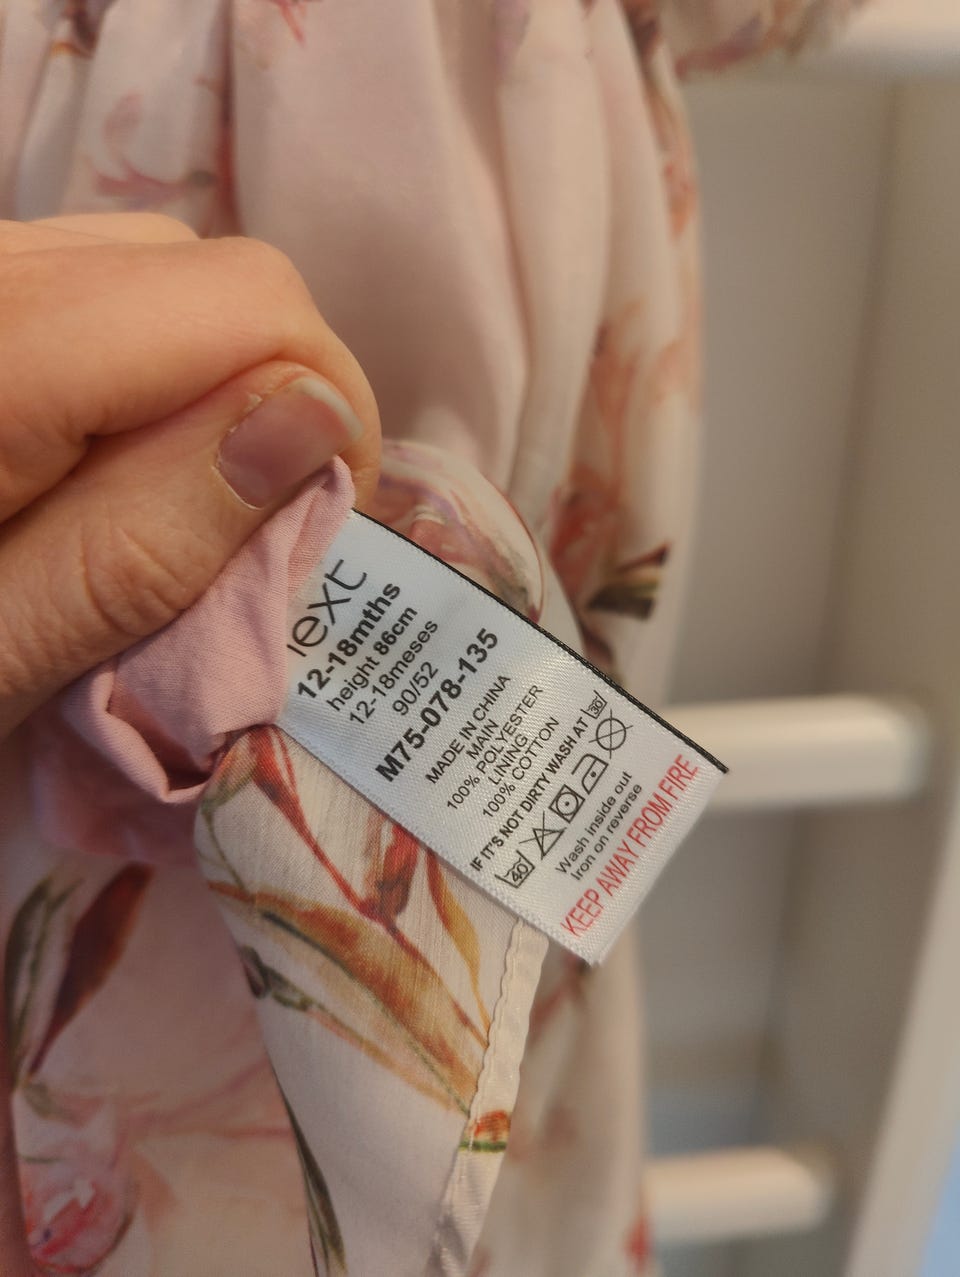 next
12-18mths
height 86cm
12-18meses
90/52
M75-078-135
MADE IN CHINA
MAIN
100% POLYESTER
LINING
100% COTTON
IF IT'S NOT DIRTY WASH AT 30
40
Wash inside out
Iron on reverse
KEEP AWAY FROM FIRE